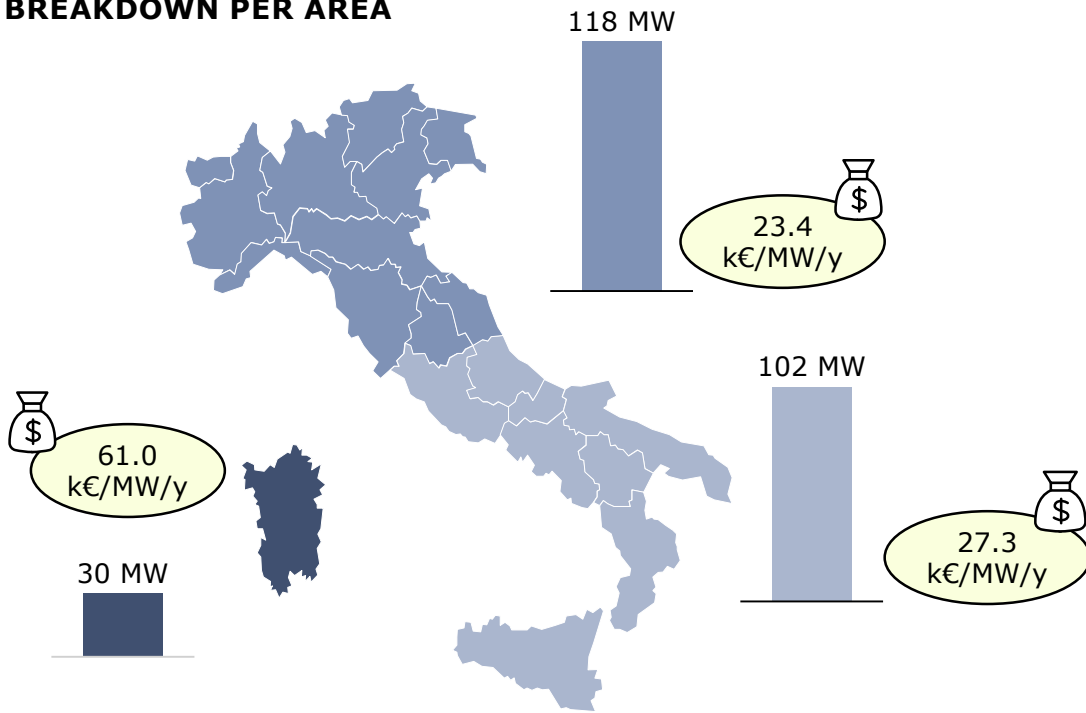 BREAKDOWN PER AREA
118 MW
$
23.4
k€/MW/y
102 MW
$
61.0
k€/MW/y
$
27.3
k€/MW/y
30 MW